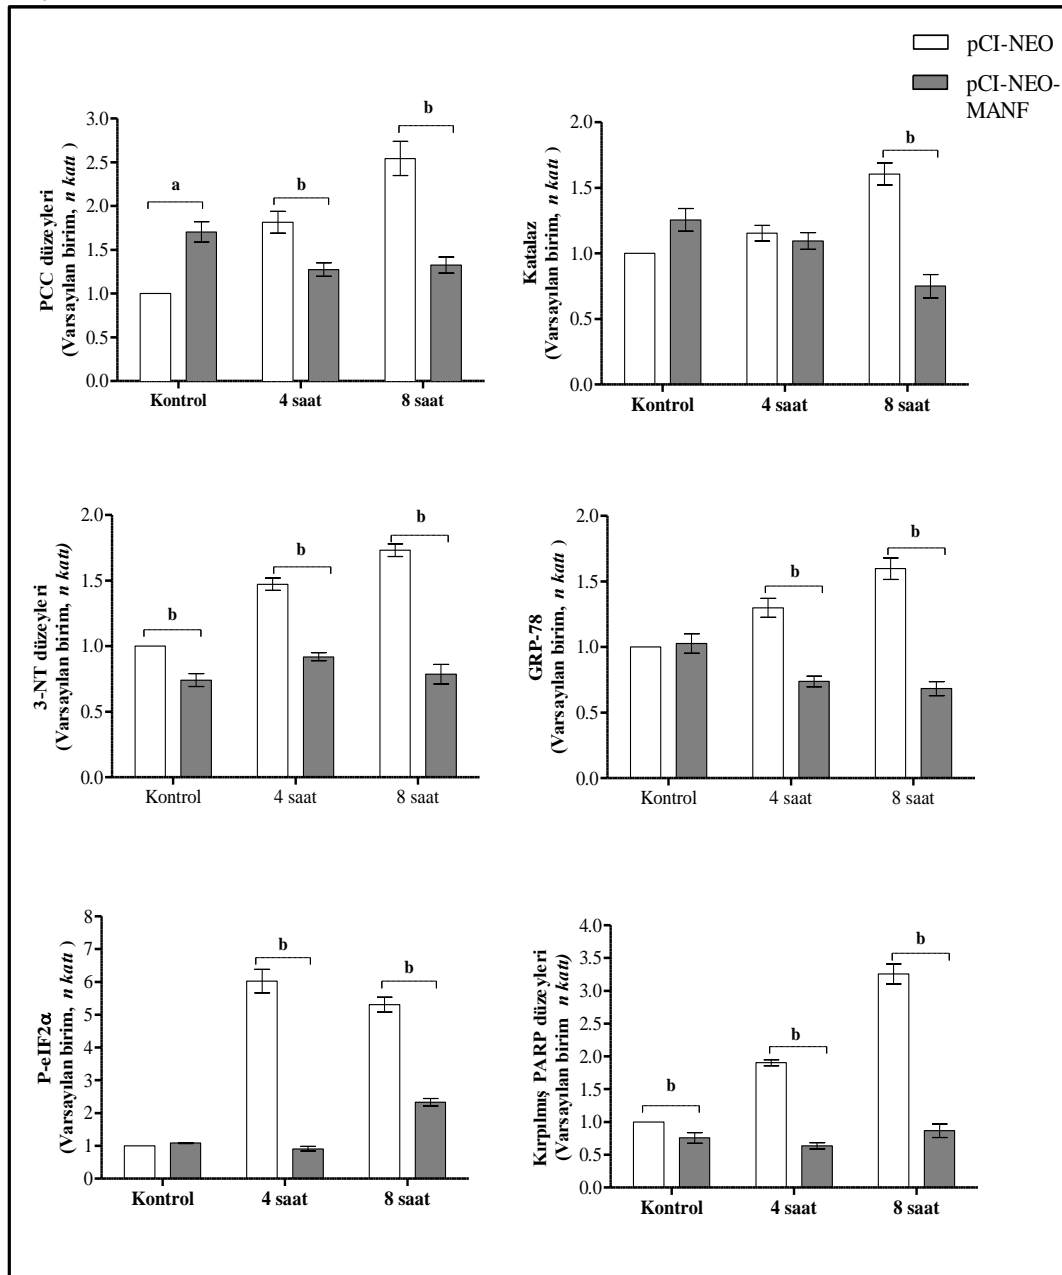 pCI-NEO
pCI-NEO-
MANF
PCC düzeyleri
(Varsayılan birim, n katı )
3.0
2.5
2.0
1.5
1.0
0.5
0.0
a
b
b
Kontrol
4 saat
8 saat
Katalaz
(Varsayılan birim, n katı )
2.0
1.5
1.0
0.5
0.0
b
Kontrol
4 saat
8 saat
3-NT düzeyleri
(Varsayılan birim, n katı)
2.0
1.5
1.0
0.5
0.0
b
b
b
Kontrol
4 saat
8 saat
GRP-78
(Varsayılan birim, n katı )
2.0
1.5
1.0
0.5
0.0
b
b
Kontrol
4 saat
8 saat
P-eIF2α
(Varsayılan birim, n katı )
8
7
6
5
4
3
2
1
0
b
b
Kontrol
4 saat
8 saat
Kırpılmış PARP düzeyleri
(Varsayılan birim n katı)
4.0
3.5
3.0
2.5
2.0
1.5
1.0
0.5
0.0
b
b
b
Kontrol
4 saat
8 saat